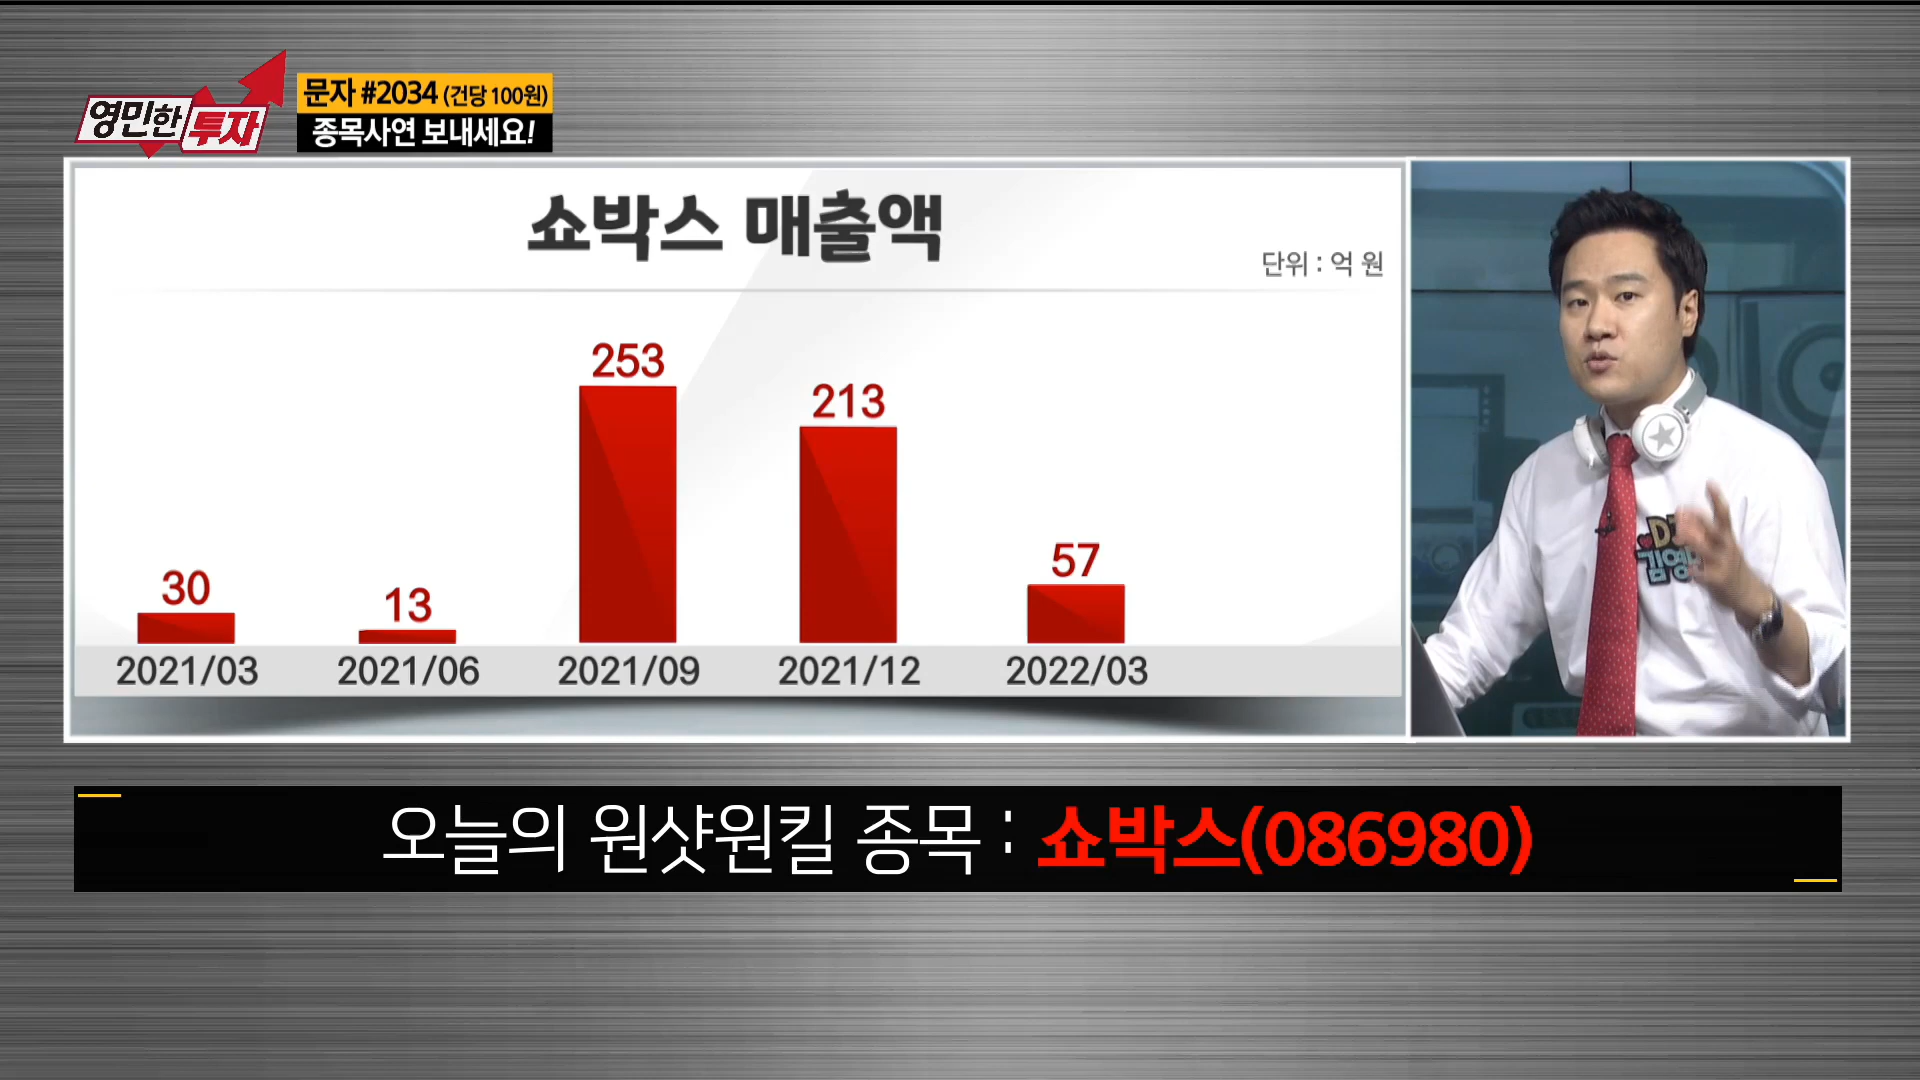 영민한 투자
문자 #2034 (건당 100원)
종목사연 보내세요!
쇼박스 매출액
단위 : 억 원
253
213
57
30
13
2021/03
2021/06
2021/09
2021/12
2022/03
오늘의 원샷원킬 종목 : 쇼박스(086980)